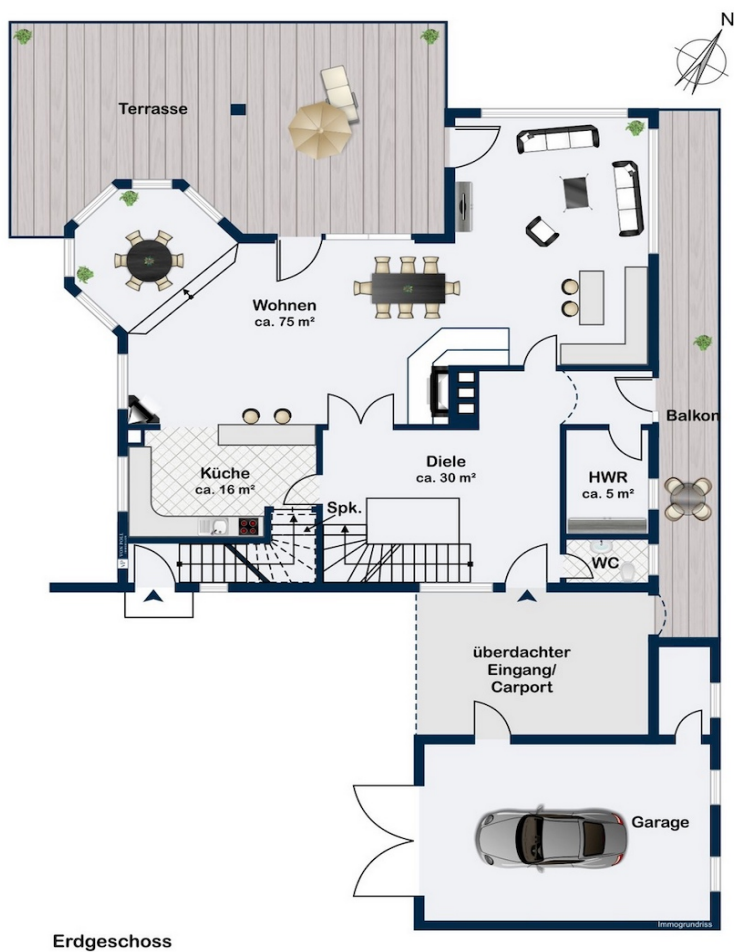 N
Terrasse
Wohnen
ca. 75 m²
Balkon
Küche
ca. 16 m²
Diele
ca. 30 m²
HWR
ca. 5 m²
Spk.
WC
überdachter
Eingang/
Carport
Garage
Immogrundriss
Erdgeschoss